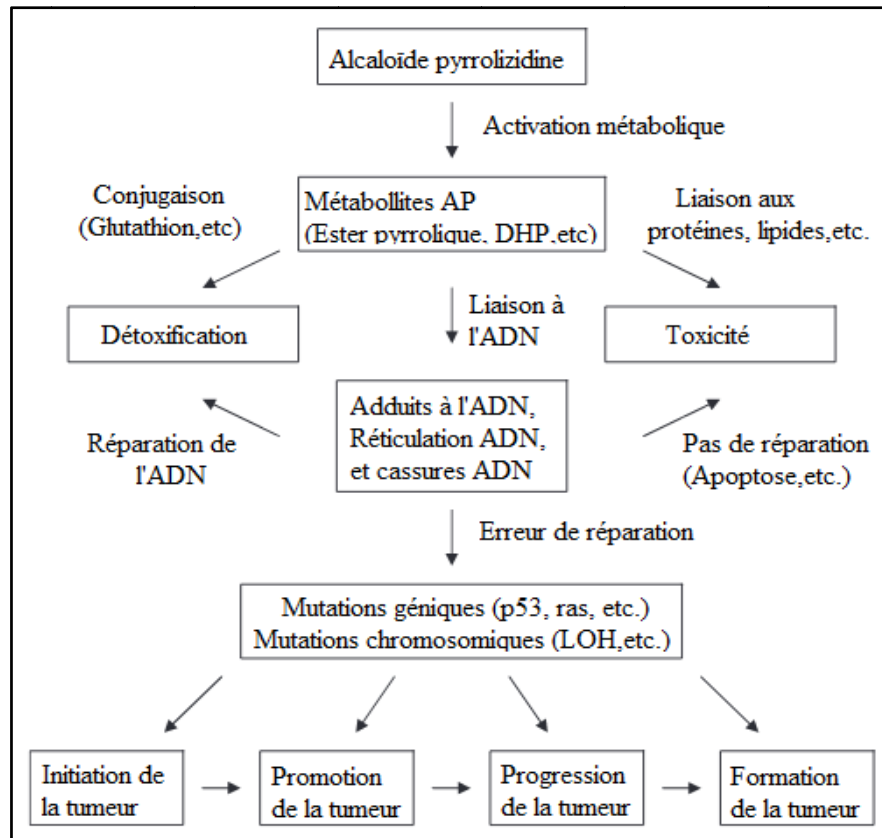 Alcaloïde pyrrolizidine
Activation métabolique
Conjugaison
(Glutathion,etc)
Métabollites AP
(Ester pyrrolique, DHP,etc)
Liaison aux
protéines, lipides,etc.
Détoxification
Liaison à
l'ADN
Toxicité
Adduits à l'ADN,
Réticulation ADN,
et cassures ADN
Réparation de
l'ADN
Pas de réparation
(Apoptose,etc.)
Erreur de réparation
Mutations géniques (p53, ras, etc.)
Mutations chromosomiques (LOH,etc.)
Initiation de
la tumeur
Promotion
de la tumeur
Progression
de la tumeur
Formation
de la tumeur